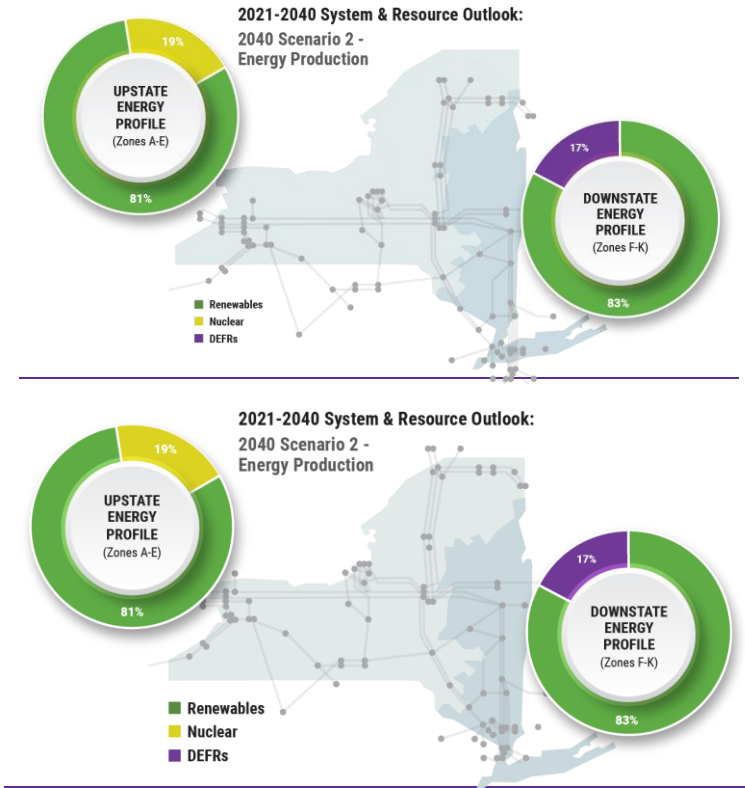 2021-2040 System & Resource Outlook:
2040 Scenario 2 -
Energy Production
19%
UPSTATE
ENERGY
PROFILE
(Zones A-E)
81%
17%
DOWNSTATE
ENERGY
PROFILE
(Zones F-K)
83%
Renewables
Nuclear
DEFRs
2021-2040 System & Resource Outlook:
2040 Scenario 2 -
Energy Production
19%
UPSTATE
ENERGY
PROFILE
(Zones A-E)
81%
17%
DOWNSTATE
ENERGY
PROFILE
(Zones F-K)
83%
Renewables
Nuclear
DEFRs